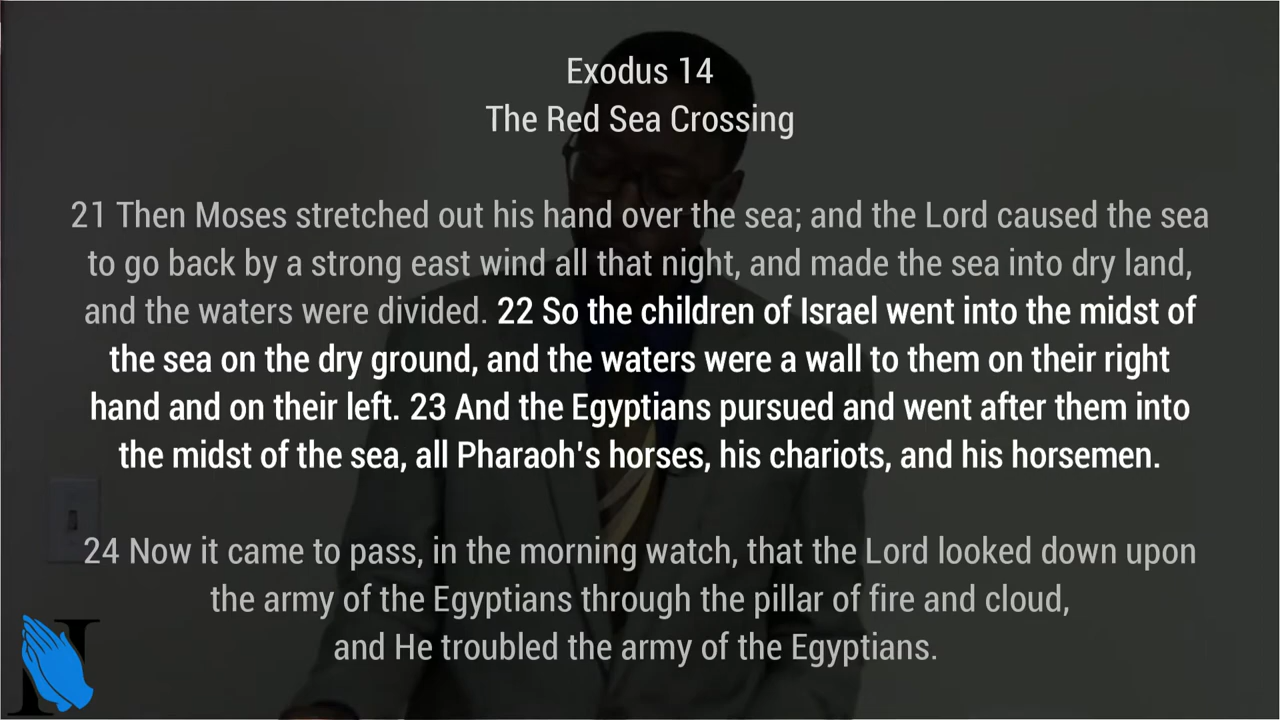 Exodus 14
The Red Sea Crossing
21 Then Moses stretched out his hand over the sea; and the Lord caused the sea
to go back by a strong east wind all that night, and made the sea into dry land,
and the waters were divided. 22 So the children of Israel went into the midst of
the sea on the dry ground, and the waters were a wall to them on their right
hand and on their left. 23 And the Egyptians pursued and went after them into
the midst of the sea, all Pharaoh's horses, his chariots, and his horsemen.
24 Now it came to pass, in the morning watch, that the Lord looked down upon
the army of the Egyptians through the pillar of fire and cloud,
and He troubled the army of the Egyptians.
N